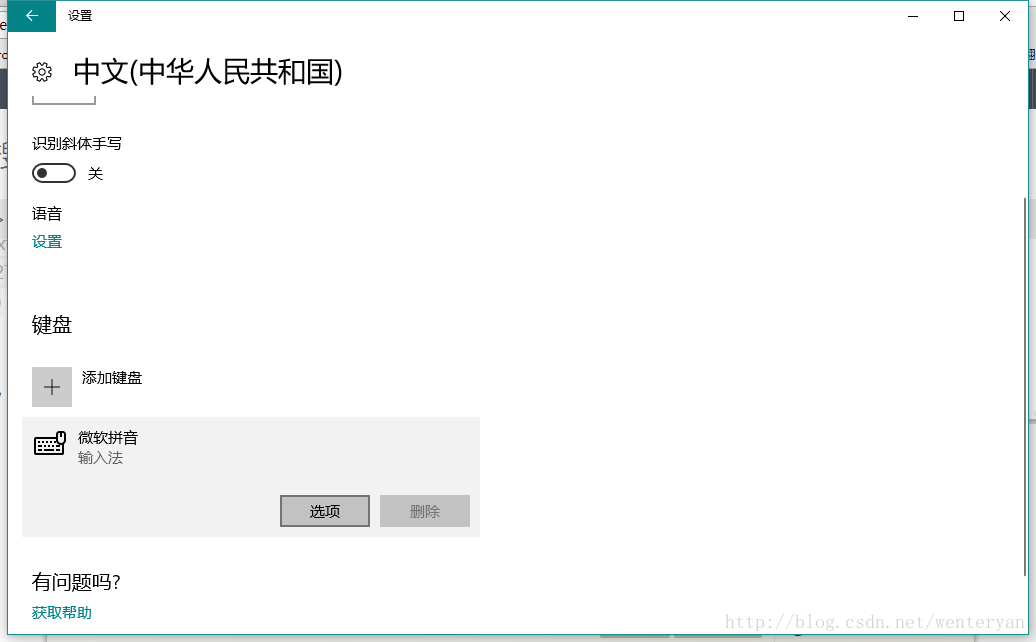 设置
中文(中华人民共和国)
识别斜体手写
关
语音
设置
键盘
添加键盘
微软拼音
输入法
选项
删除
有问题吗?
获取帮助
http://blog.csdn.net/wenteryan